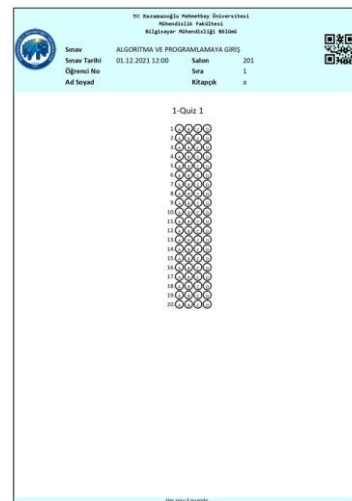 TC Karamanoğlu Mehmetbey Üniversitesi
Mühendislik Fakültesi
Bilgisayar Mühendisliği Bölümü
Sınav ALGORİTMA VE PROGRAMLAMAYA GİRİŞ
Sınav Tarihi 01.12.2021 12:00 Salon 201
Öğrenci No Sıra 1
Ad Soyad Kitapçık a
1-Quiz 1
1. A B C D
2. A B C D
3. A B C D
4. A B C D
5. A B C D
6. A B C D
7. A B C D
8. A B C D
9. A B C D
10. A B C D
11. A B C D
12. A B C D
13. A B C D
14. A B C D
15. A B C D
16. A B C D
17. A B C D
18. A B C D
19. A B C D
20. A B C D